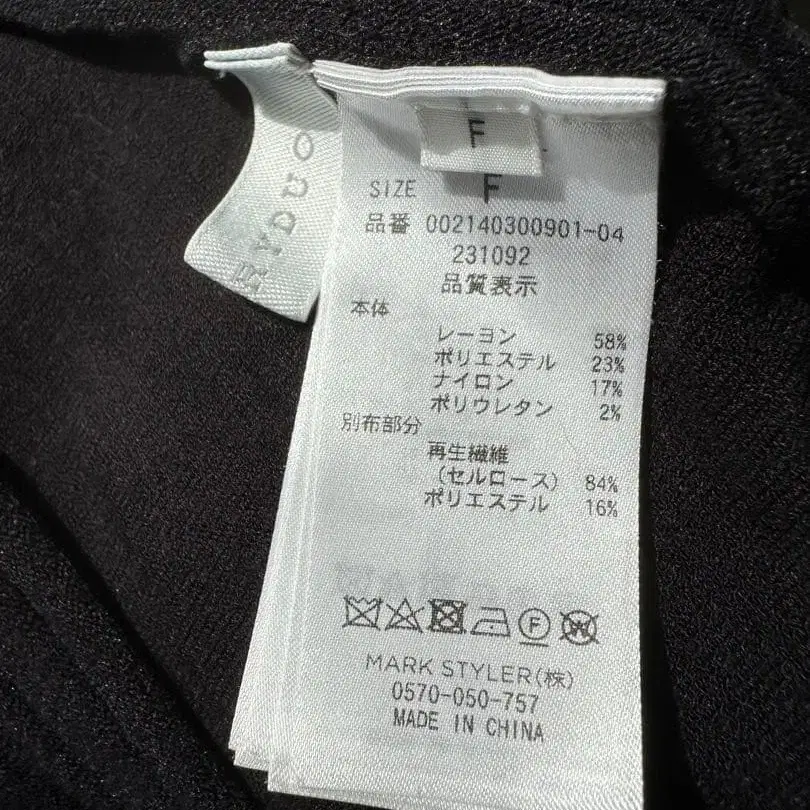 RYDUO
F
SIZE F
品番 002140300901-04
231092
品質表示
本体
レーヨン 58%
ポリエステル 23%
ナイロン 17%
ポリウレタン 2%
別布部分
再生繊維
(セルロース) 84%
ポリエステル 16%
F W
MARK STYLER(株)
0570-050-757
MADE IN CHINA